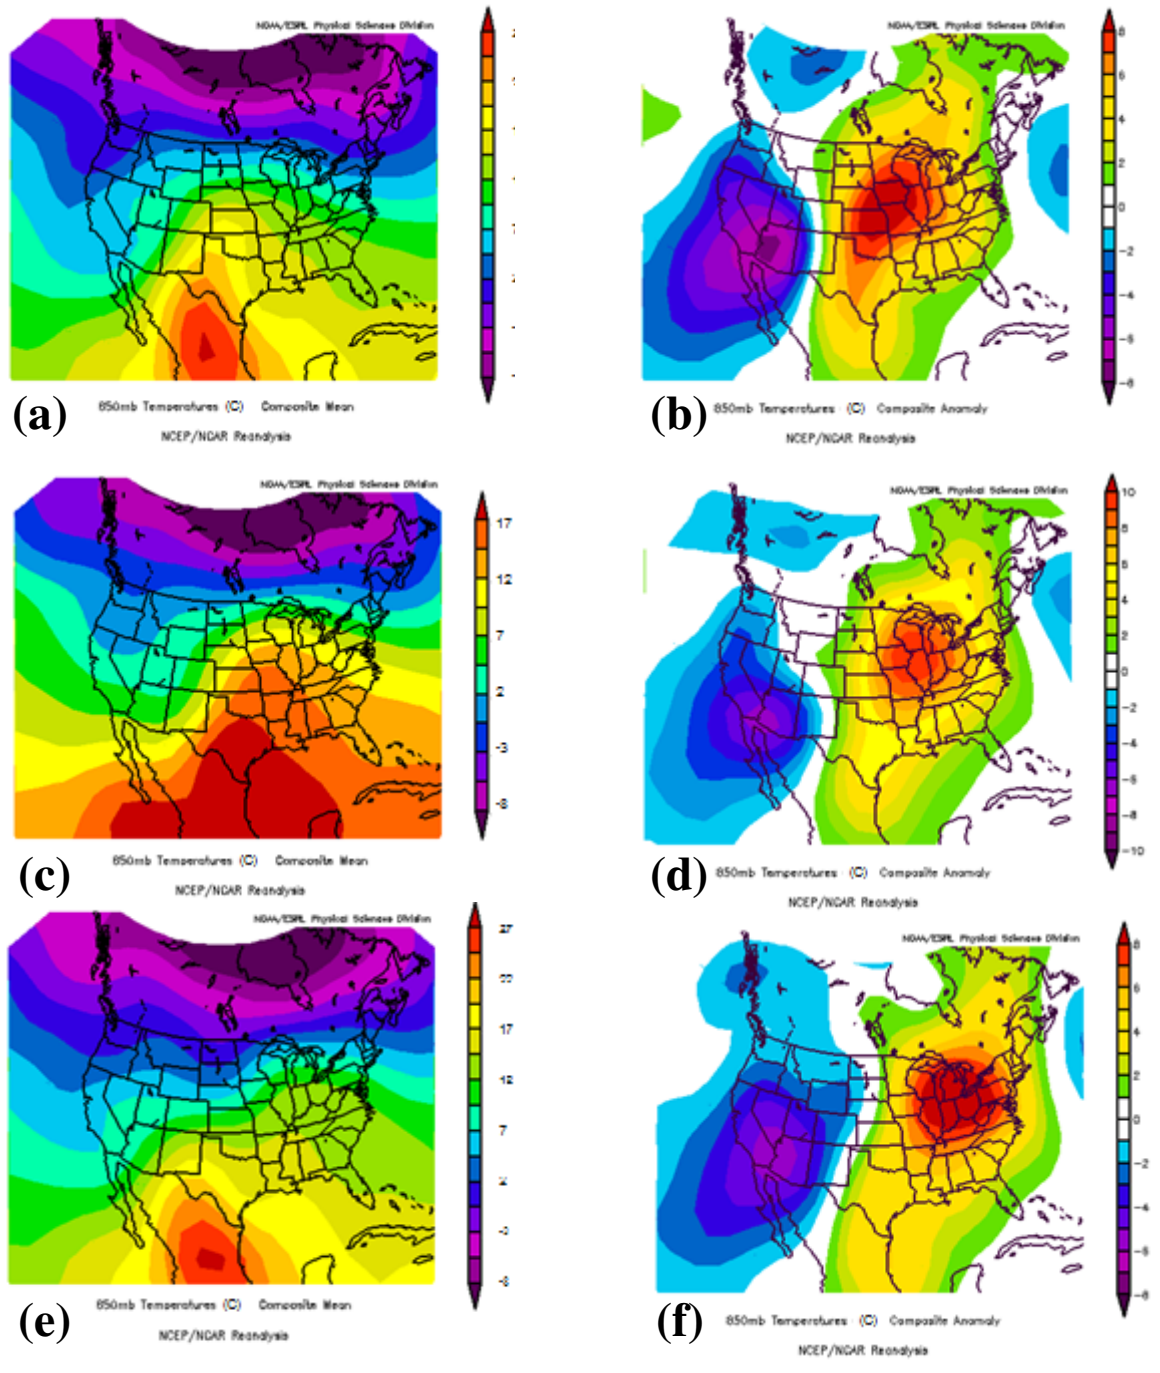 NOAA/ESRL Physical Sciences Division
850mb Temperatures (C) Composite Mean
NCEP/NCAR Reanalysis
(a)
NOAA/ESRL Physical Sciences Division
8
6
4
2
0
-2
-4
-6
-8
850mb Temperatures (C) Composite Anomaly
NCEP/NCAR Reanalysis
(b)
NOAA/ESRL Physical Sciences Division
17
12
7
2
-3
-8
850mb Temperatures (C) Composite Mean
NCEP/NCAR Reanalysis
(c)
NOAA/ESRL Physical Sciences Division
10
8
6
4
2
0
-2
-4
-6
-8
-10
850mb Temperatures (C) Composite Anomaly
NCEP/NCAR Reanalysis
(d)
NOAA/ESRL Physical Sciences Division
27
22
17
12
7
2
-3
-8
850mb Temperatures (C) Composite Mean
NCEP/NCAR Reanalysis
(e)
NOAA/ESRL Physical Sciences Division
8
6
4
2
0
-2
-4
-6
-8
850mb Temperatures (C) Composite Anomaly
NCEP/NCAR Reanalysis
(f)